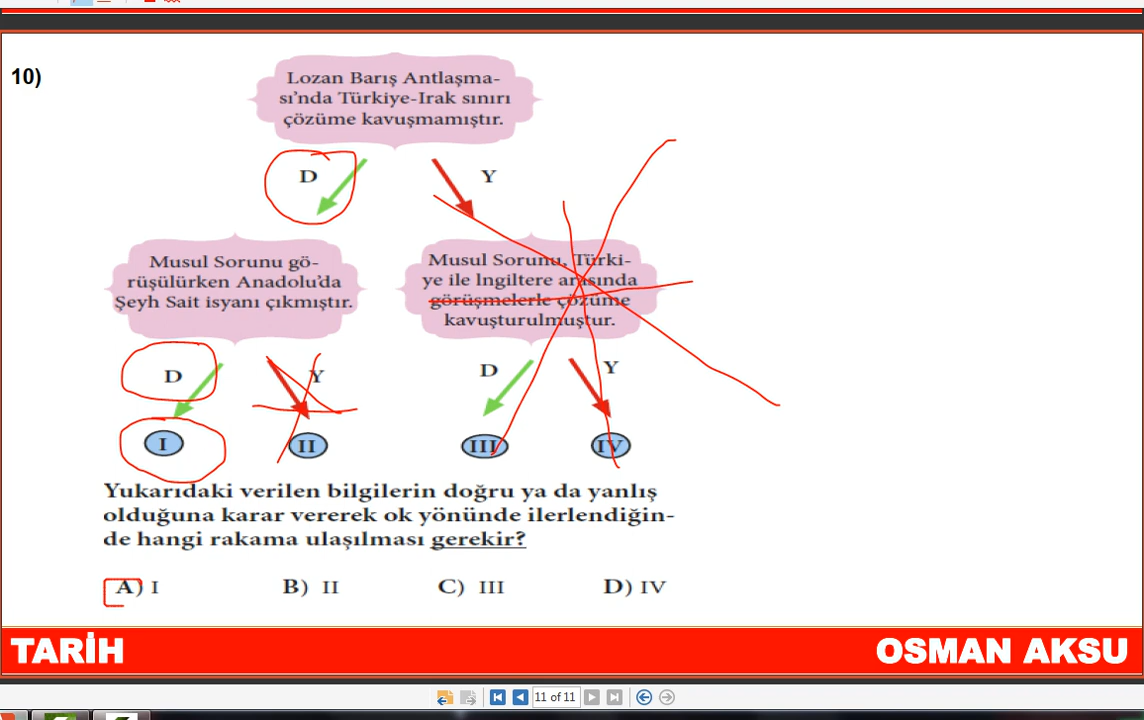 10)
Lozan Barış Antlaşma-
sı'nda Türkiye-Irak sınırı
çözüme kavuşmamıştır.
D
Y
Musul Sorunu gö-
rüşülürken Anadolu'da
Şeyh Sait isyanı çıkmıştır.
Musul Sorunu, Türki-
ye ile İngiltere arasında
görüşmelerle çözüme
kavuşturulmuştur.
D
Y
D
Y
I
II
III
IV
Yukarıdaki verilen bilgilerin doğru ya da yanlış
olduğuna karar vererek ok yönünde ilerlendiğin-
de hangi rakama ulaşılması gerekir?
A) I
B) II
C) III
D) IV
TARİH
OSMAN AKSU
11 of 11